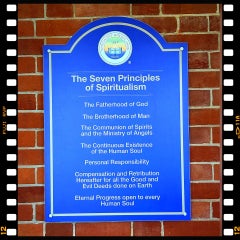 The Seven Principles
of Spiritualism
The Fatherhood of God
The Brotherhood of Man
The Communion of Spirits
and the Ministry of Angels
The Continuous Existence
of the Human Soul
Personal Responsibility
Compensation and Retribution
Hereafter for all the Good and
Evil Deeds done on Earth
Eternal Progress open to every
Human Soul